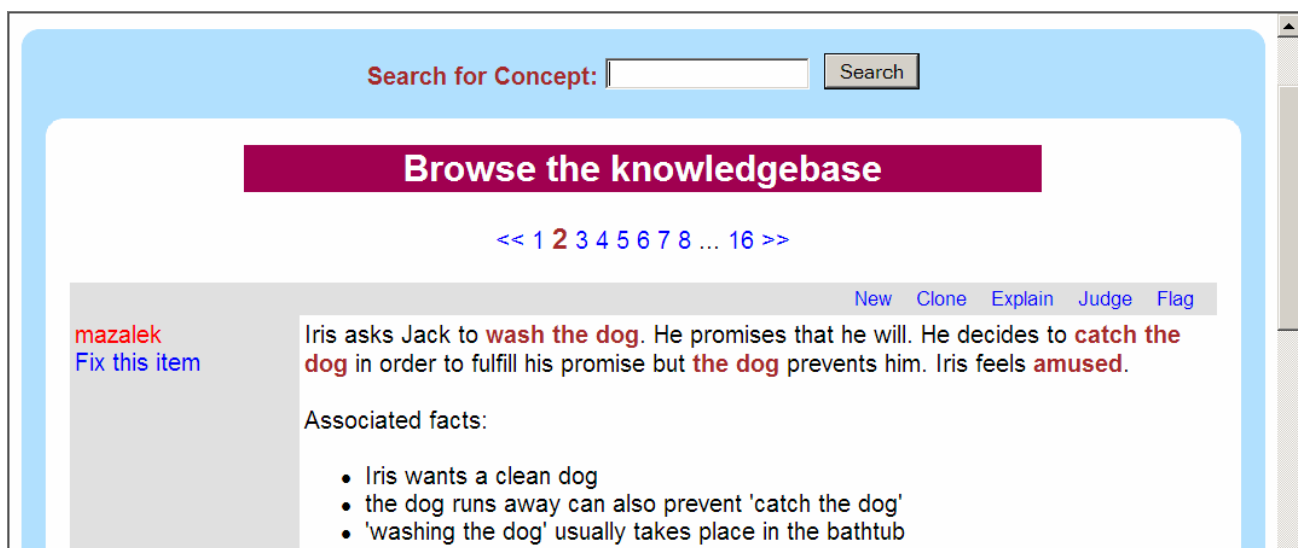 Search for Concept: Search
Browse the knowledgebase
<< 1 2 3 4 5 6 7 8 ... 16 >>
New Clone Explain Judge Flag
mazalek
Fix this item
Iris asks Jack to wash the dog. He promises that he will. He decides to catch the
dog in order to fulfill his promise but the dog prevents him. Iris feels amused.
Associated facts:
• Iris wants a clean dog
• the dog runs away can also prevent 'catch the dog'
• 'washing the dog' usually takes place in the bathtub